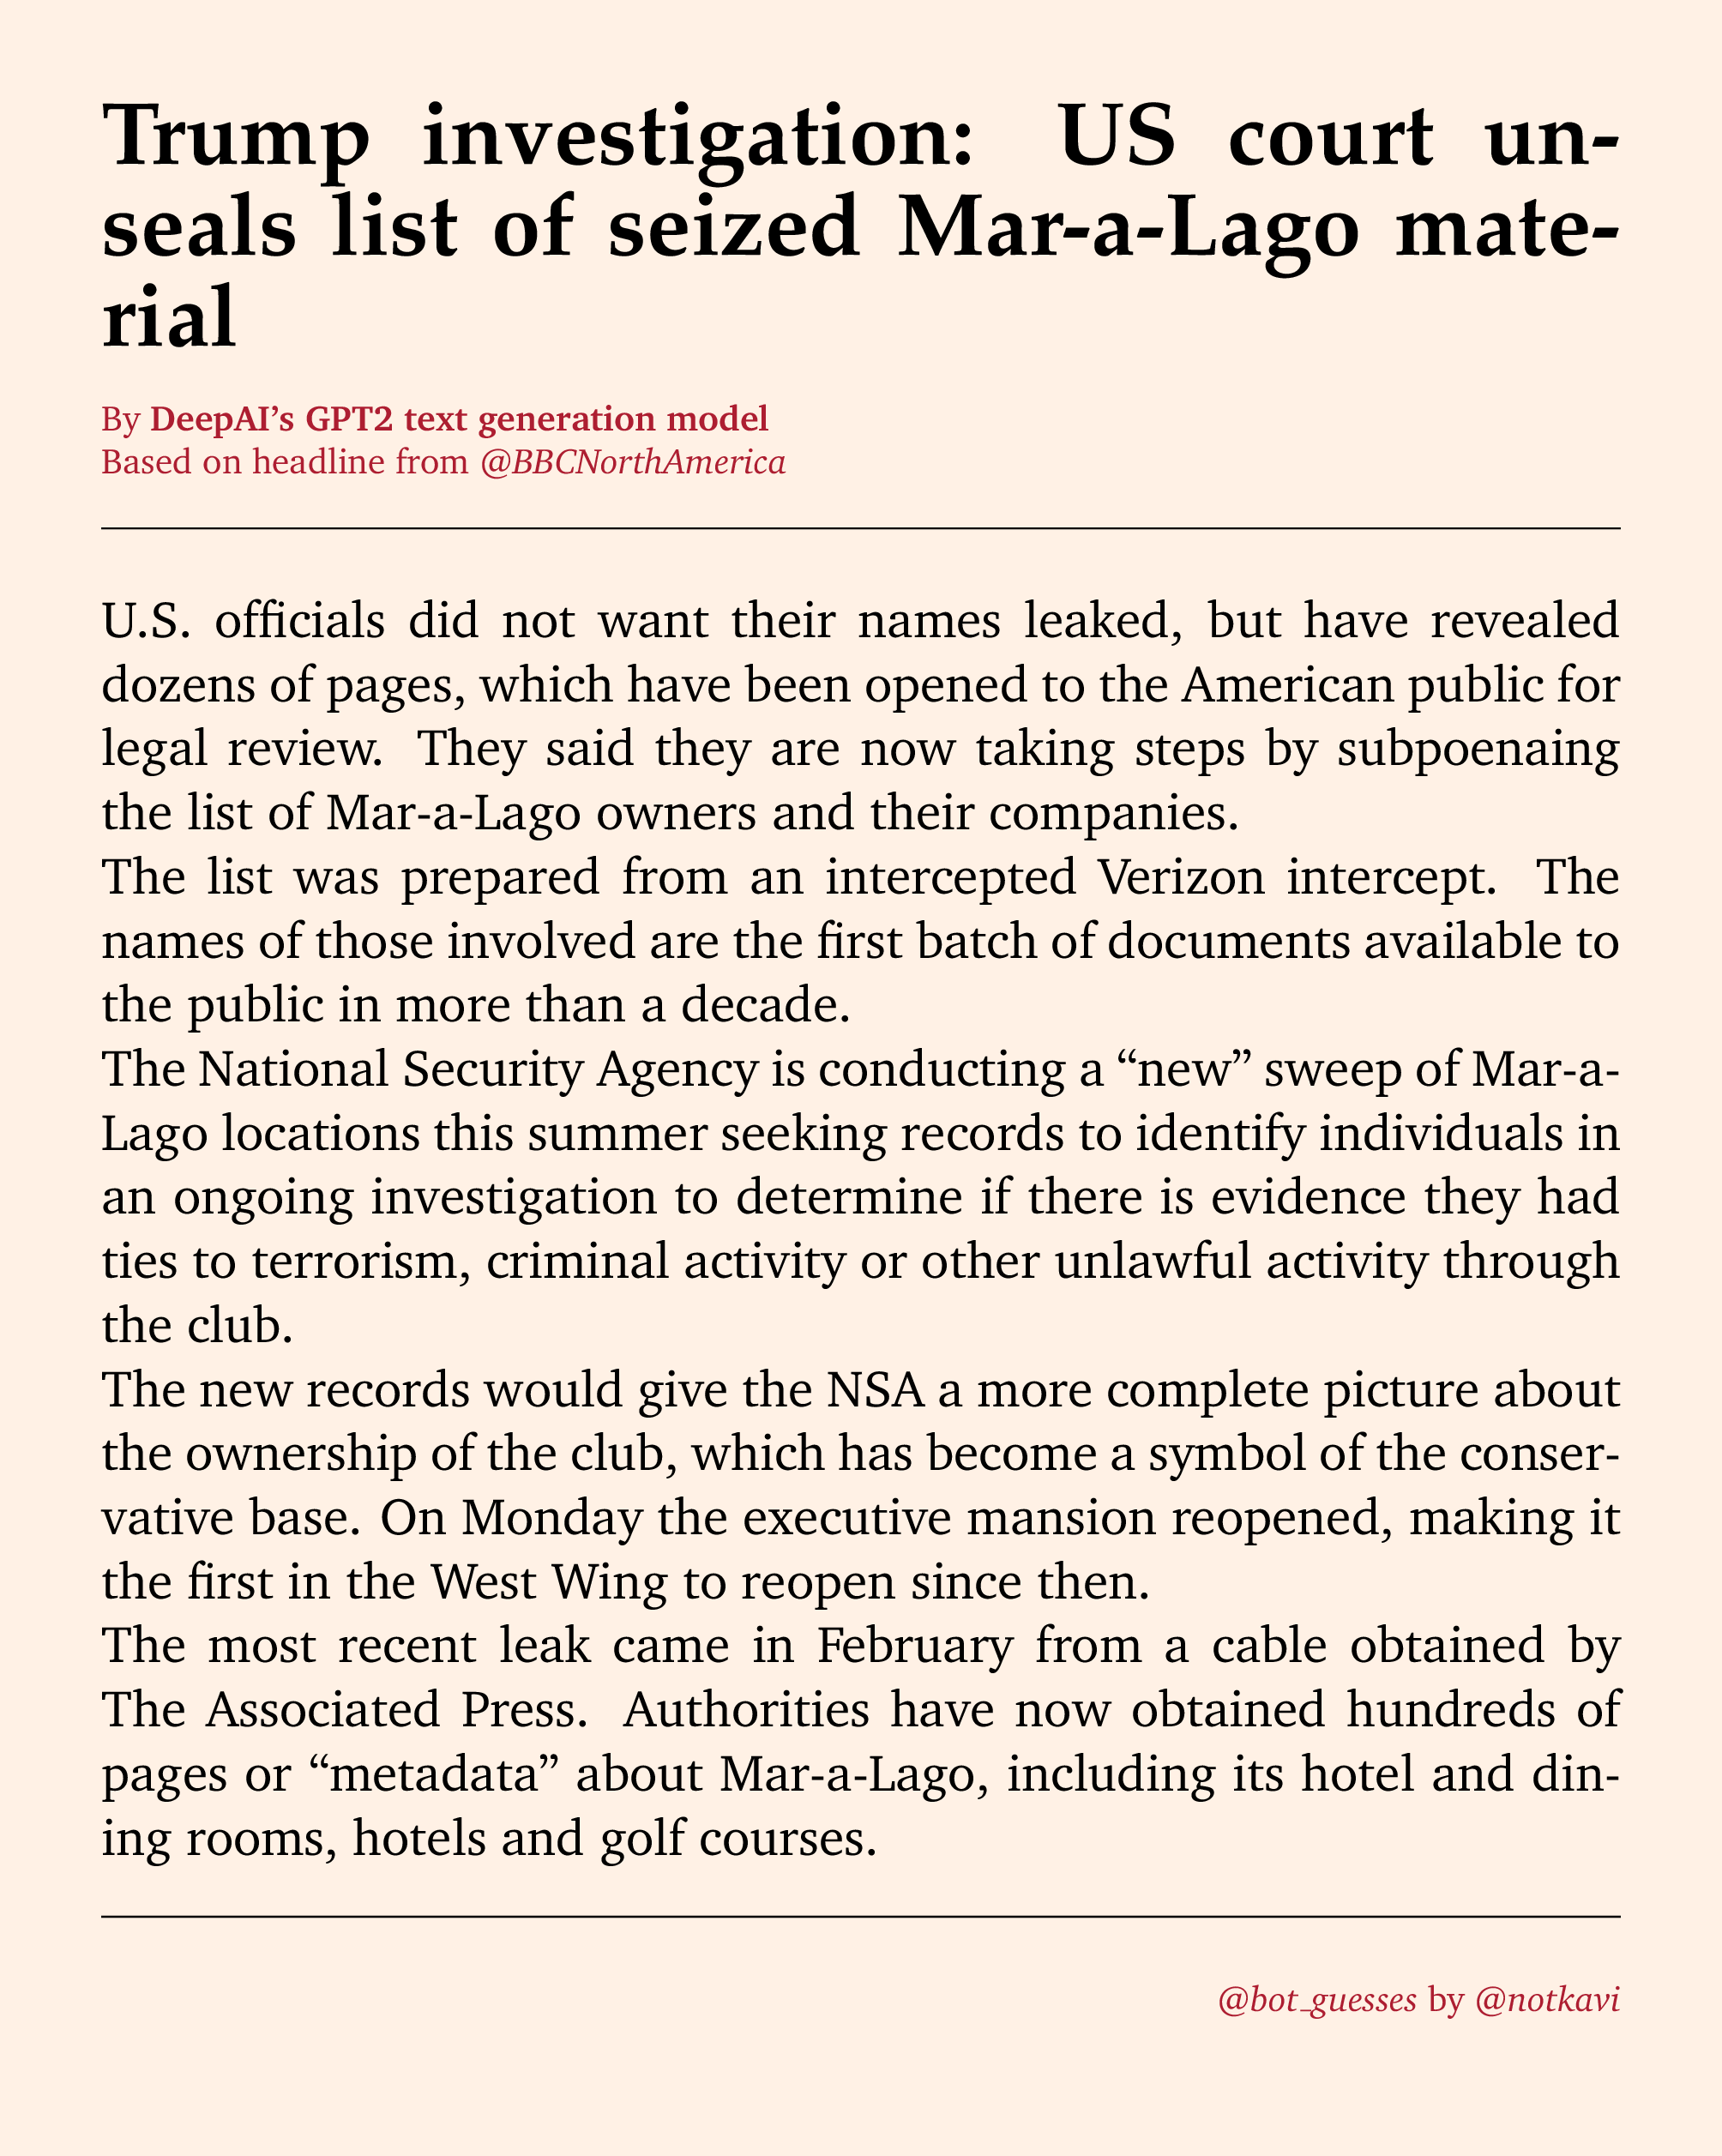 Trump investigation: US court un-
seals list of seized Mar-a-Lago mate-
rial
By DeepAI’s GPT2 text generation model
Based on headline from @BBCNorthAmerica
U.S. officials did not want their names leaked, but have revealed
dozens of pages, which have been opened to the American public for
legal review. They said they are now taking steps by subpoenaing
the list of Mar-a-Lago owners and their companies.
The list was prepared from an intercepted Verizon intercept. The
names of those involved are the first batch of documents available to
the public in more than a decade.
The National Security Agency is conducting a “new” sweep of Mar-a-
Lago locations this summer seeking records to identify individuals in
an ongoing investigation to determine if there is evidence they had
ties to terrorism, criminal activity or other unlawful activity through
the club.
The new records would give the NSA a more complete picture about
the ownership of the club, which has become a symbol of the conser-
vative base. On Monday the executive mansion reopened, making it
the first in the West Wing to reopen since then.
The most recent leak came in February from a cable obtained by
The Associated Press. Authorities have now obtained hundreds of
pages or “metadata” about Mar-a-Lago, including its hotel and din-
ing rooms, hotels and golf courses.
@bot_guesses by @notkavi